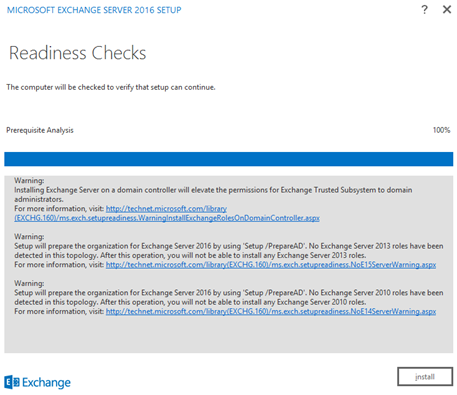 MICROSOFT EXCHANGE SERVER 2016 SETUP
?
Readiness Checks
The computer will be checked to verify that setup can continue.
Prerequisite Analysis 100%
Warning:
Installing Exchange Server on a domain controller will elevate the permissions for Exchange Trusted Subsystem to domain
administrators.
For more information, visit: http://technet.microsoft.com/library
(EXCHG.160)/ms.exch.setupreadiness.WarningInstallExchangeRolesOnDomainController.aspx
Warning:
Setup will prepare the organization for Exchange Server 2016 by using 'Setup /PrepareAD'. No Exchange Server 2013 roles have been
detected in this topology. After this operation, you will not be able to install any Exchange Server 2013 roles.
For more information, visit: http://technet.microsoft.com/library(EXCHG.160)/ms.exch.setupreadiness.NoE15ServerWarning.aspx
Warning:
Setup will prepare the organization for Exchange Server 2016 by using 'Setup /PrepareAD'. No Exchange Server 2010 roles have been
detected in this topology. After this operation, you will not be able to install any Exchange Server 2010 roles.
For more information, visit: http://technet.microsoft.com/library(EXCHG.160)/ms.exch.setupreadiness.NoE14ServerWarning.aspx
install
Exchange